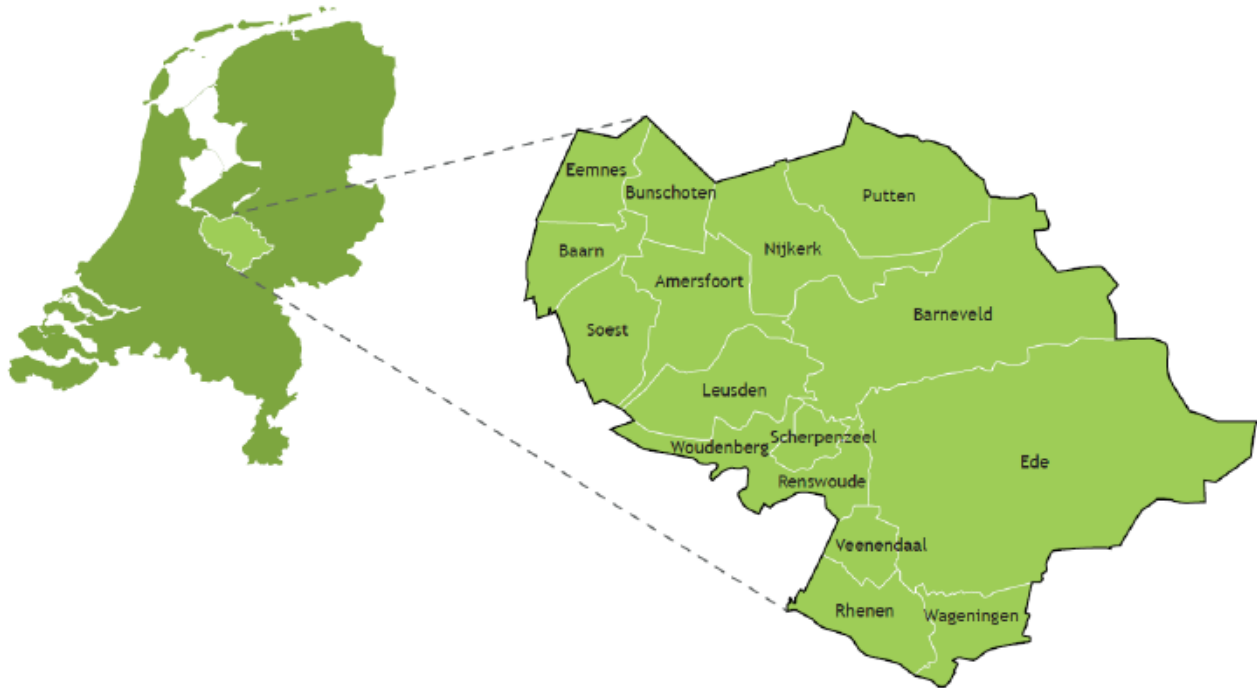 Eemnes
Bunschoten
Putten
Baarn
Nijkerk
Amersfoort
Barneveld
Soest
Leusden
Scherpenzeel
Woudenberg
Ede
Renswoude
Veenendaal
Rhenen
Wageningen